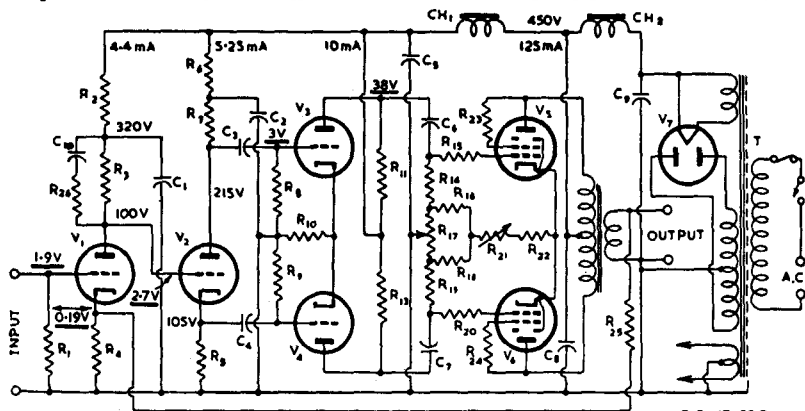 CH₁ 450V CH₂
4·4mA 5·25mA 10mA 125mA
R₂ R₆ C₅ C₉
R₇ C₂ V₃ 38V R₂₃ V₅ V₇ T
320V C₃ 3V C₆
C₁₀ R₃ C₁ R₁₁ R₁₅
R₂₆ R₈ R₁₄ R₁₆
100V 215V R₁₀ R₁₇ R₂₁ R₂₂ OUTPUT
1·9V V₁ V₂ R₉ R₁₈ A.C.
2·7V R₁₃ R₁₉
0·19V 105V C₄ R₂₀ R₂₅
INPUT R₁ R₄ R₅ V₄ C₇ R₂₄ V₆ C₈